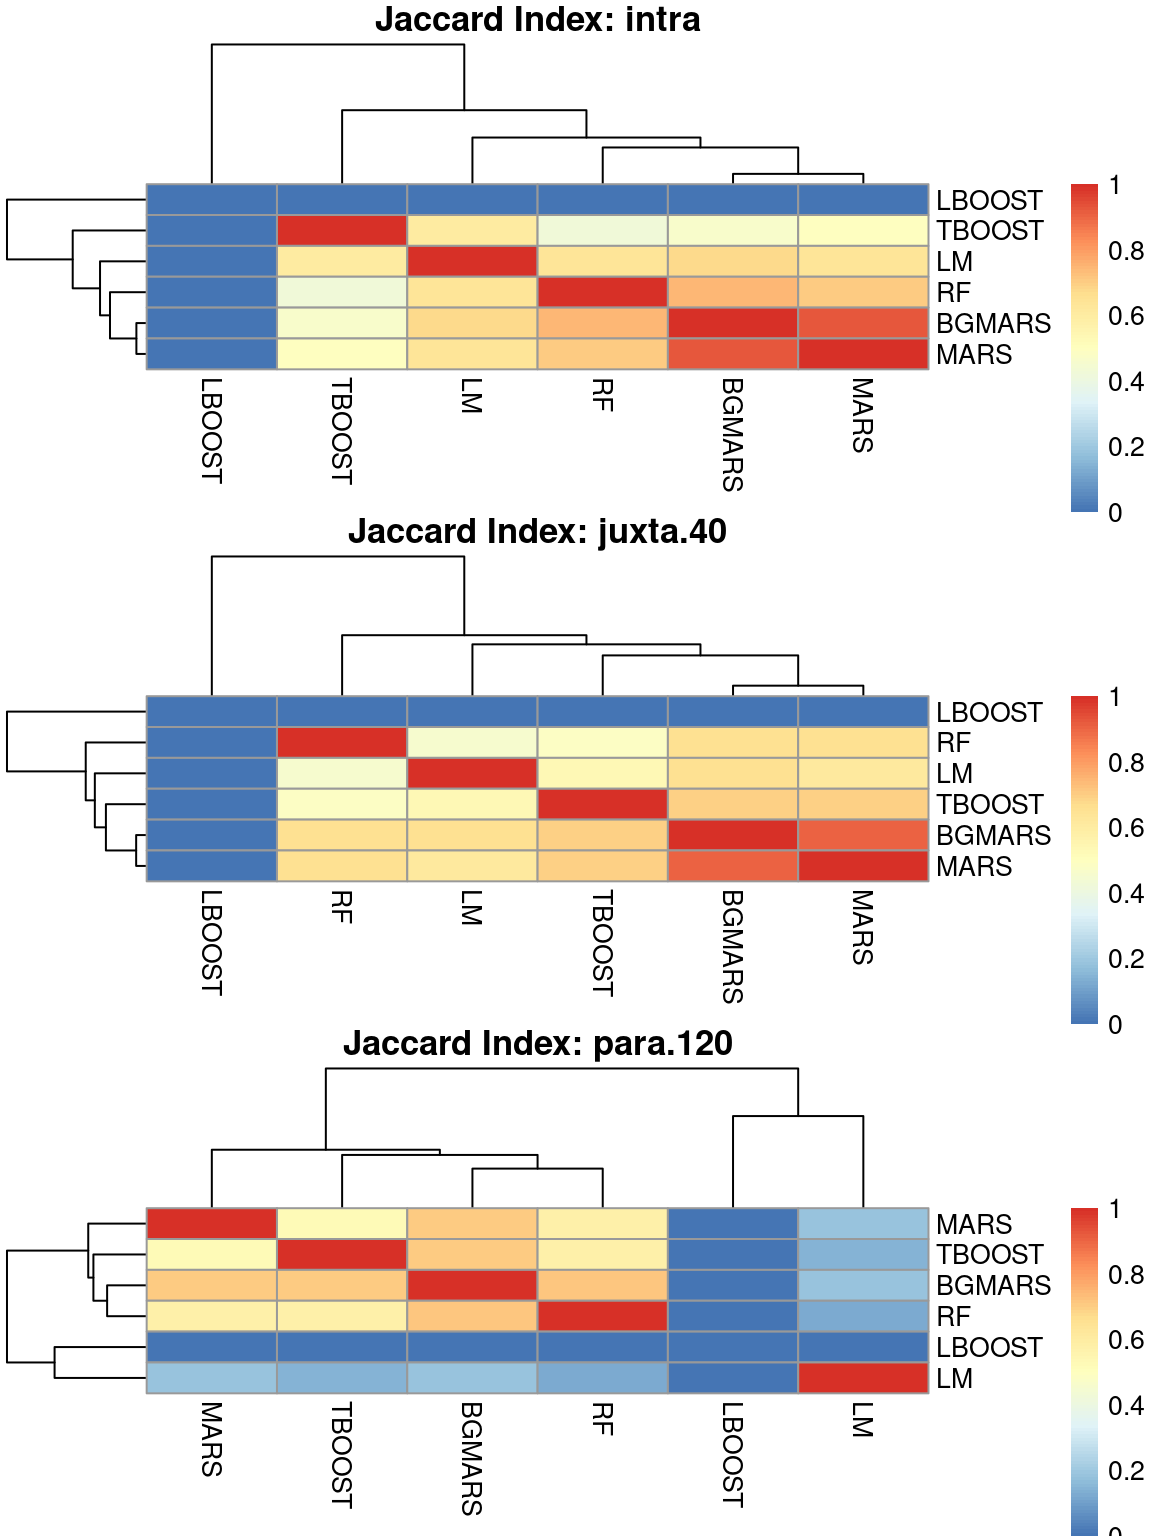 Jaccard Index: intra
LBOOST
TBOOST
LM
RF
BGMARS
MARS
LBOOST TBOOST LM RF BGMARS MARS
1
0.8
0.6
0.4
0.2
0
Jaccard Index: juxta.40
LBOOST
RF
LM
TBOOST
BGMARS
MARS
LBOOST RF LM TBOOST BGMARS MARS
1
0.8
0.6
0.4
0.2
0
Jaccard Index: para.120
MARS
TBOOST
BGMARS
RF
LBOOST
LM
MARS TBOOST BGMARS RF LBOOST LM
1
0.8
0.6
0.4
0.2
0